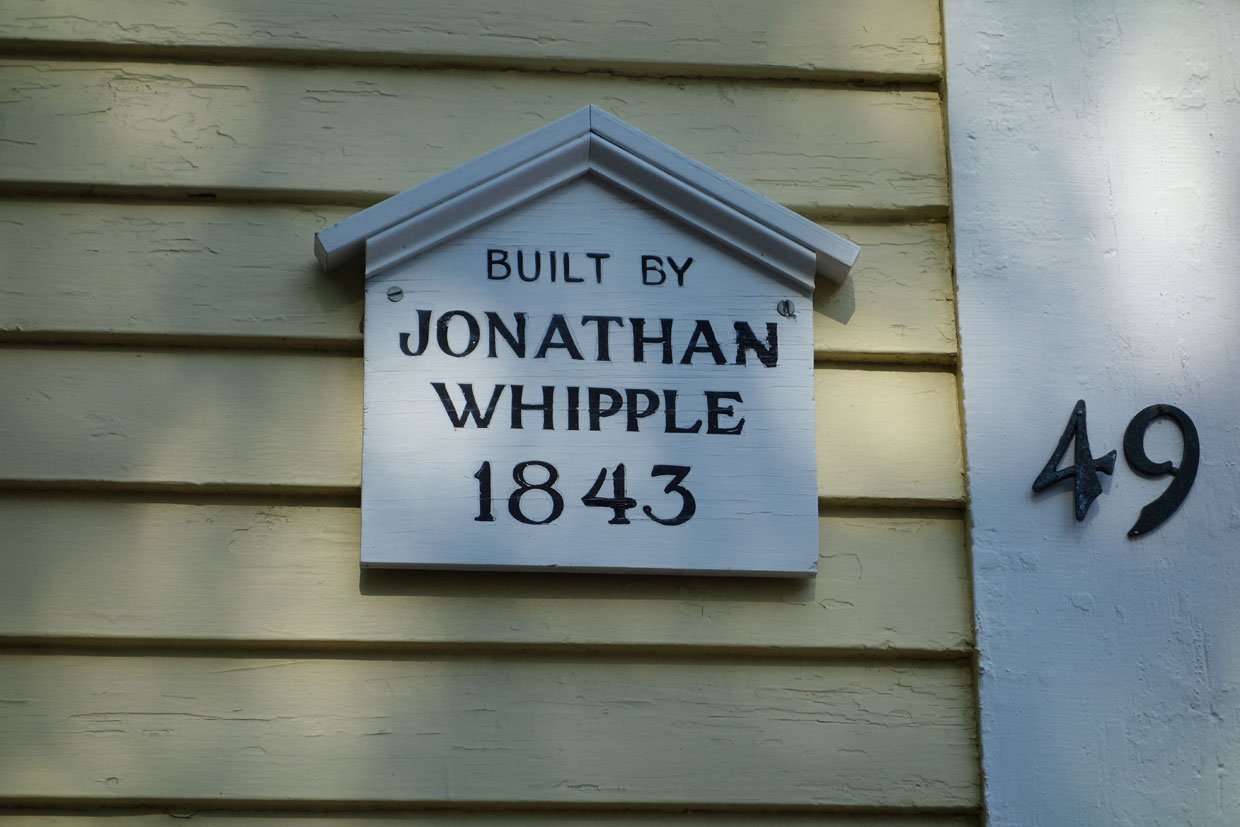 BUILT BY
JONATHAN
WHIPPLE
1843
49